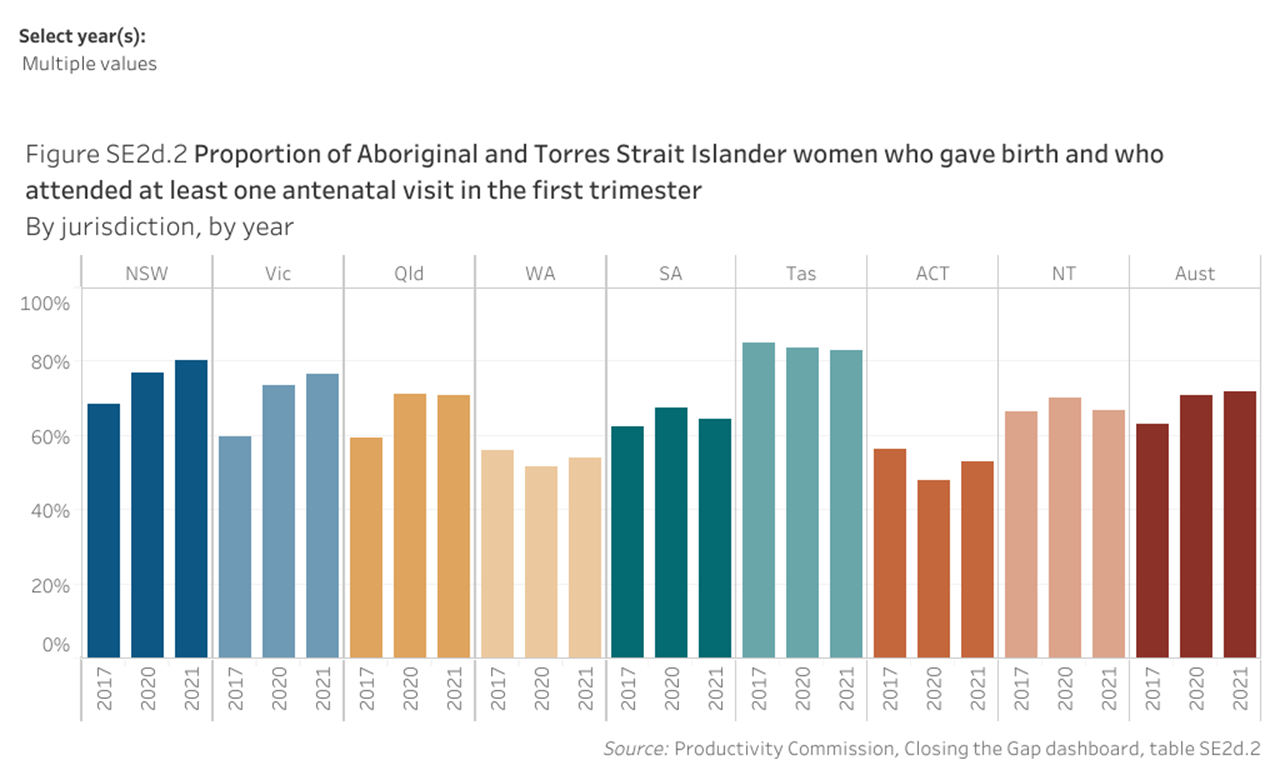 Select year(s):
Multiple values
Figure SE2d.2 Proportion of Aboriginal and Torres Strait Islander women who gave birth and who
attended at least one antenatal visit in the first trimester
By jurisdiction, by year
NSW Vic Qld WA SA Tas ACT NT Aust
100%
80%
60%
40%
20%
0%
2017 2020 2021 2017 2020 2021 2017 2020 2021 2017 2020 2021 2017 2020 2021 2017 2020 2021 2017 2020 2021 2017 2020 2021 2017 2020 2021
Source: Productivity Commission, Closing the Gap dashboard, table SE2d.2